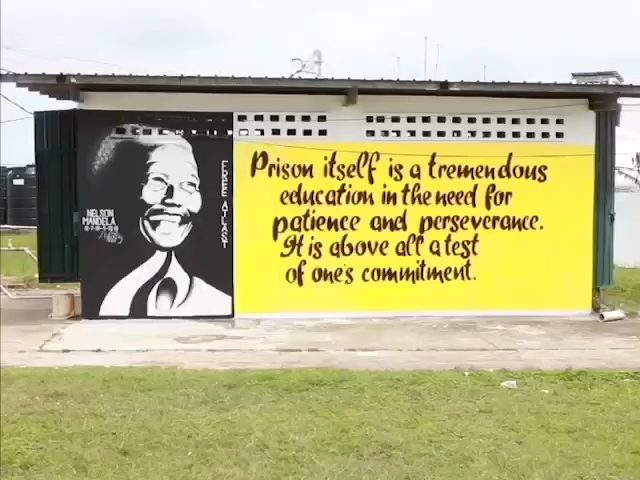 NELSON
MANDELA
FREE AT LAST
Prison itself is a tremendous
education in the need for
patience and perseverance.
It is above all a test
of one's commitment.